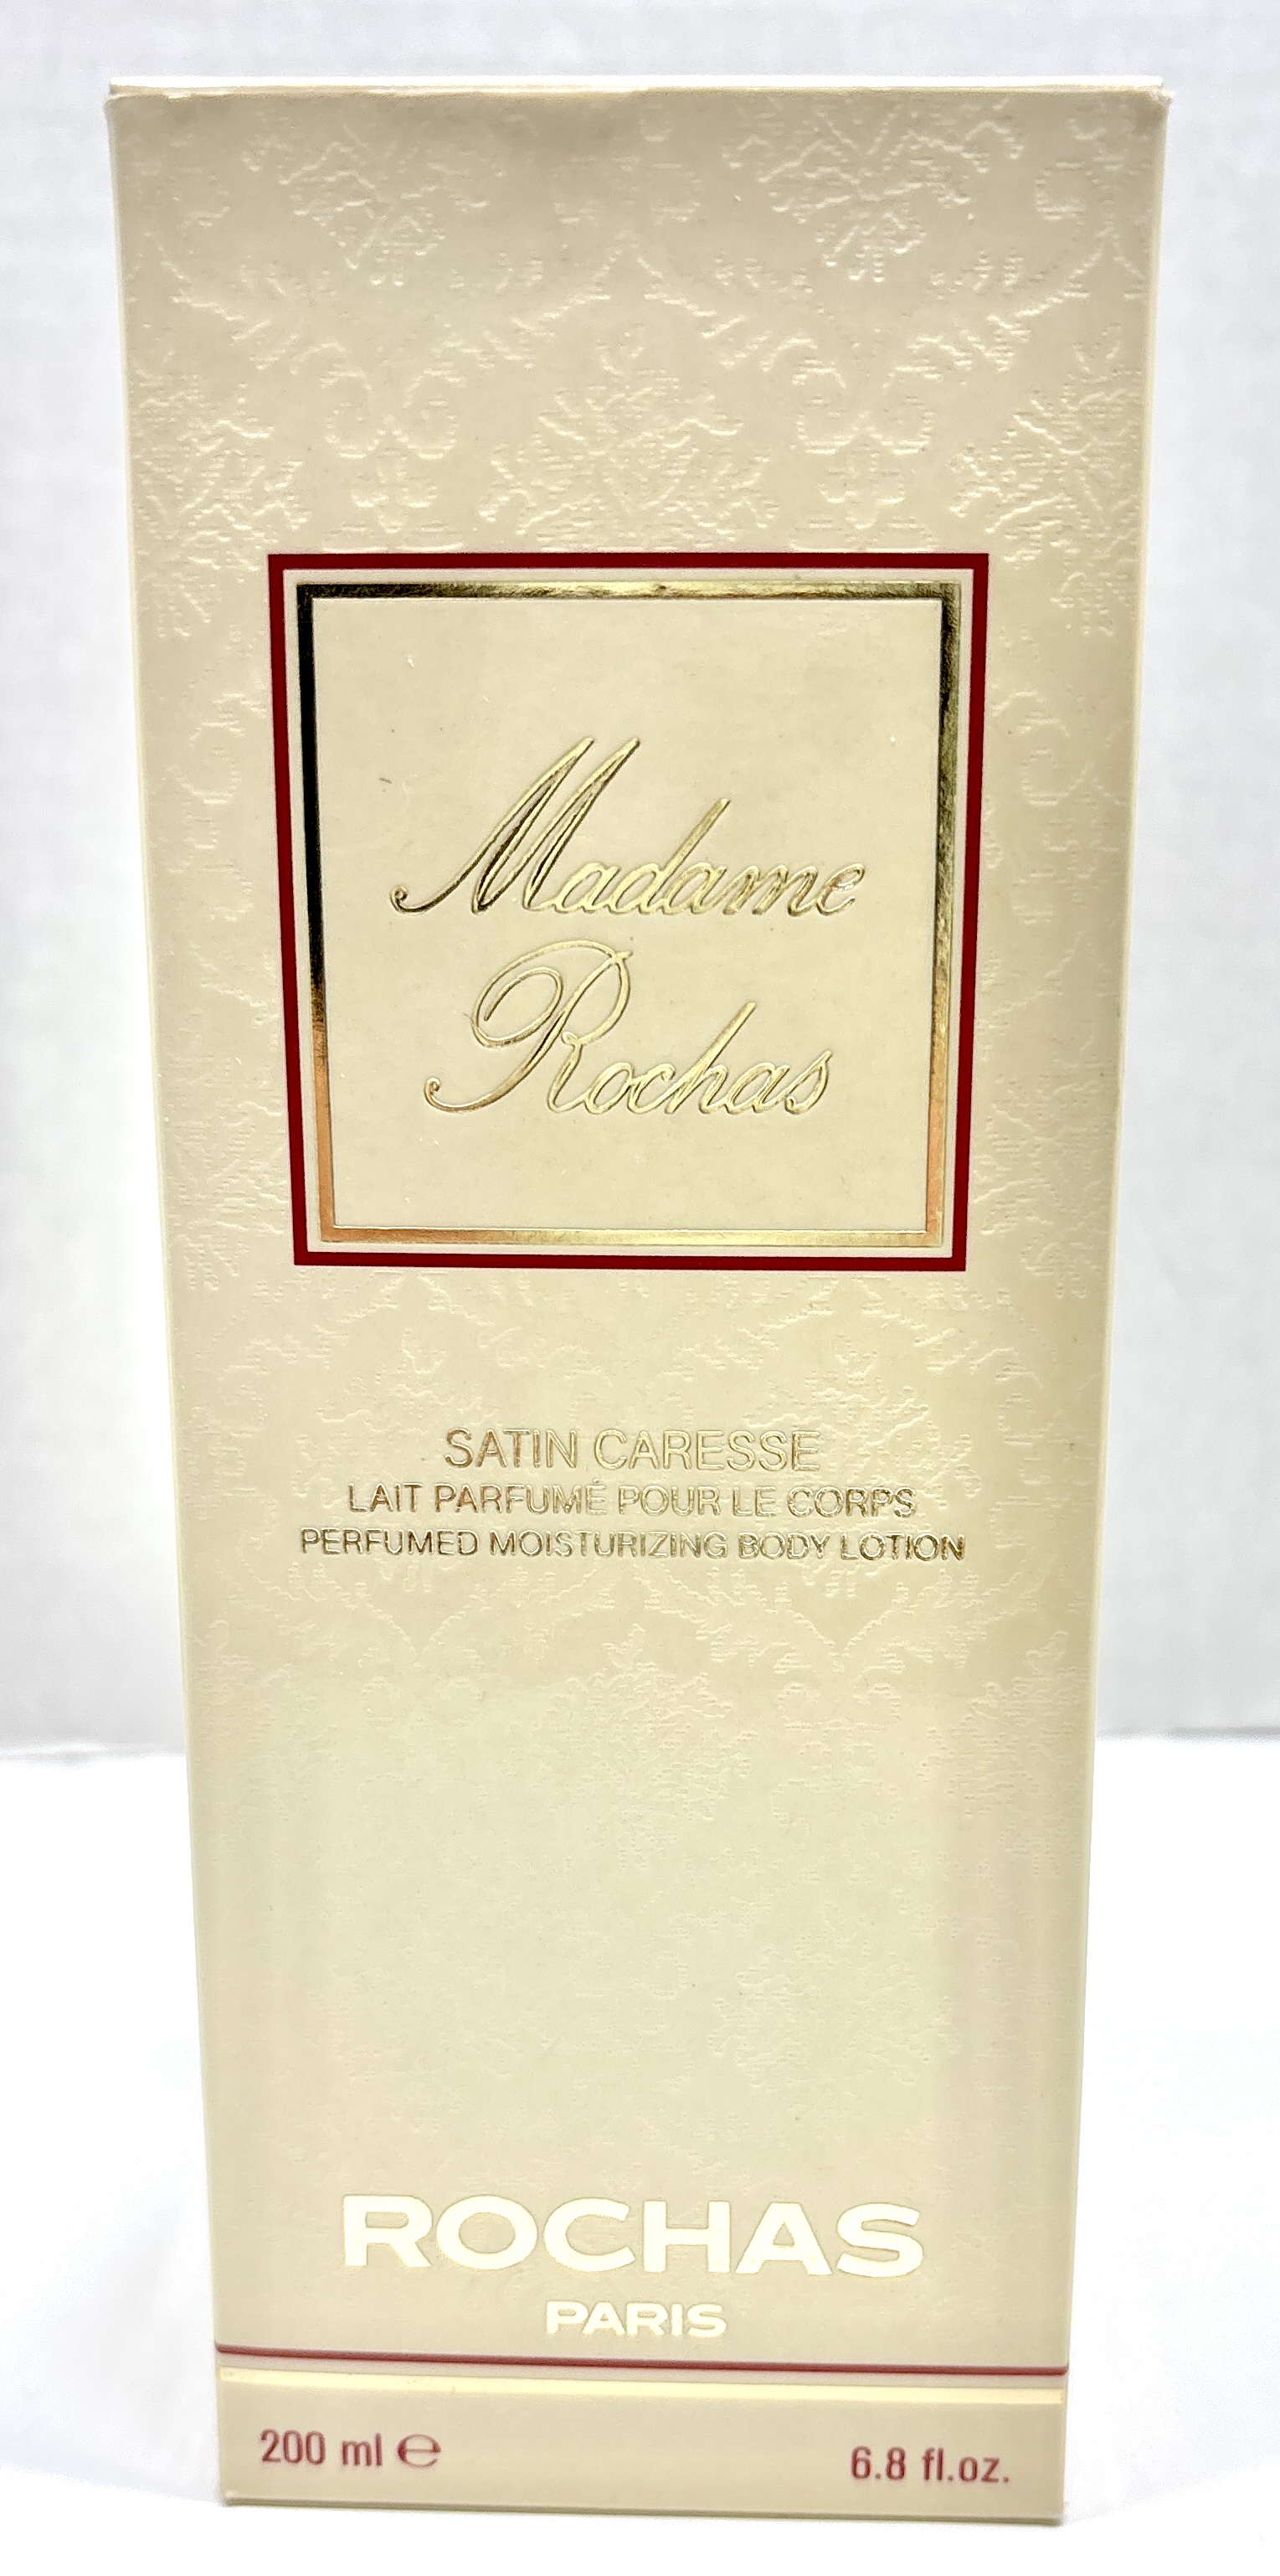 Madame
Rochas
SATIN CARESSE
LAIT PARFUMÉ POUR LE CORPS
PERFUMED MOISTURIZING BODY LOTION
ROCHAS
PARIS
200 ml ℮
6.8 fl.oz.